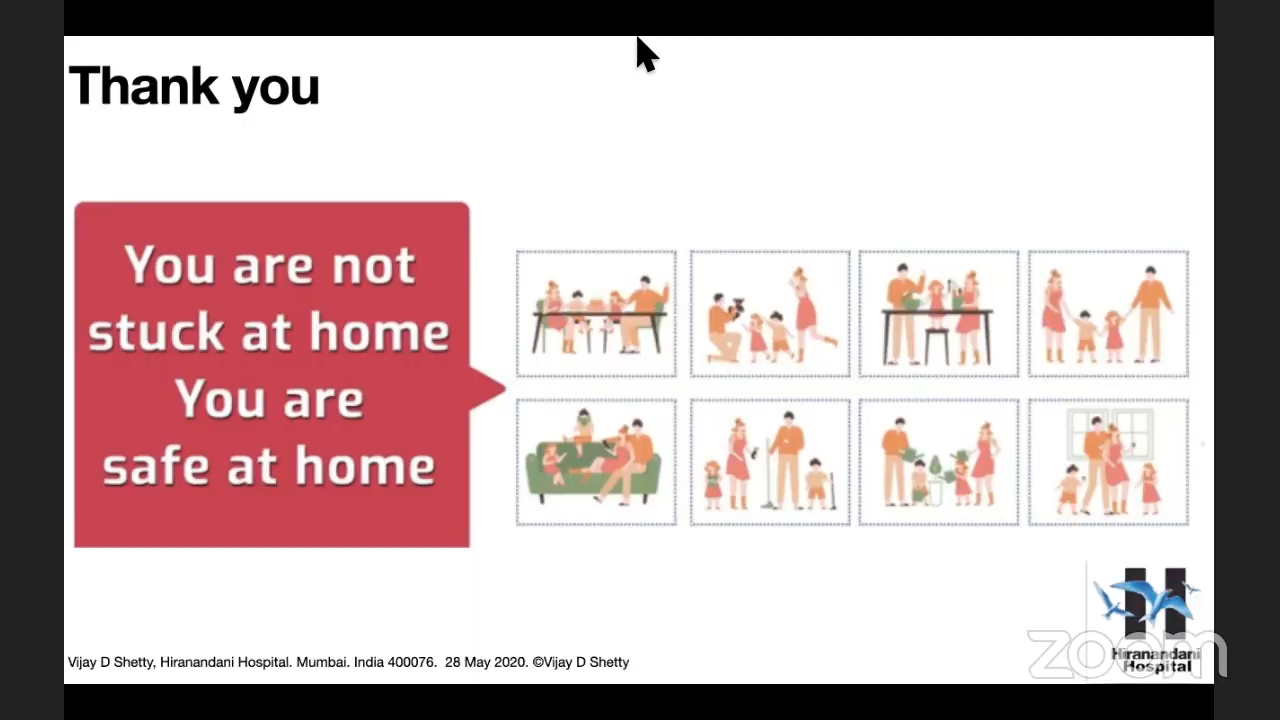 Thank you
You are not
stuck at home
You are
safe at home
Vijay D Shetty, Hiranandani Hospital. Mumbai. India 400076. 28 May 2020. ©Vijay D Shetty
H
Hiranandani
Hospital
zoom